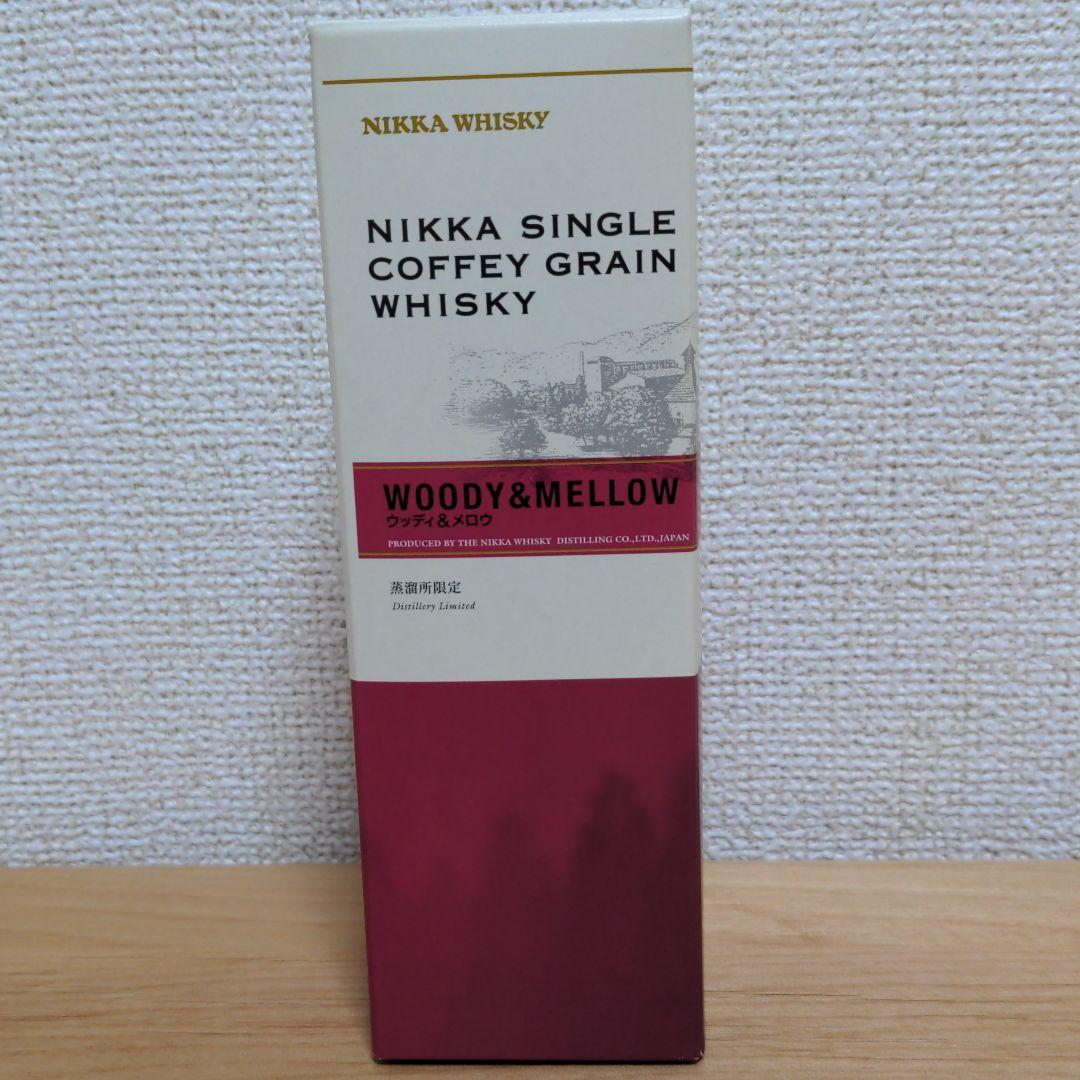 NIKKA WHISKY
NIKKA SINGLE
COFFEY GRAIN
WHISKY
WOODY&MELLOW
ウッディ&メロウ
PRODUCED BY THE NIKKA WHISKY DISTILLING CO.,LTD.,JAPAN
蒸溜所限定
Distillery Limited